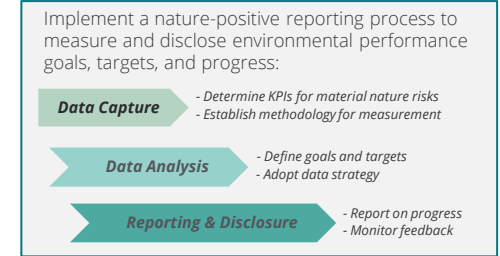 Implement a nature-positive reporting process to
measure and disclose environmental performance
goals, targets, and progress:
Data Capture
- Determine KPIs for material nature risks
- Establish methodology for measurement
Data Analysis
- Define goals and targets
- Adopt data strategy
Reporting & Disclosure
- Report on progress
- Monitor feedback